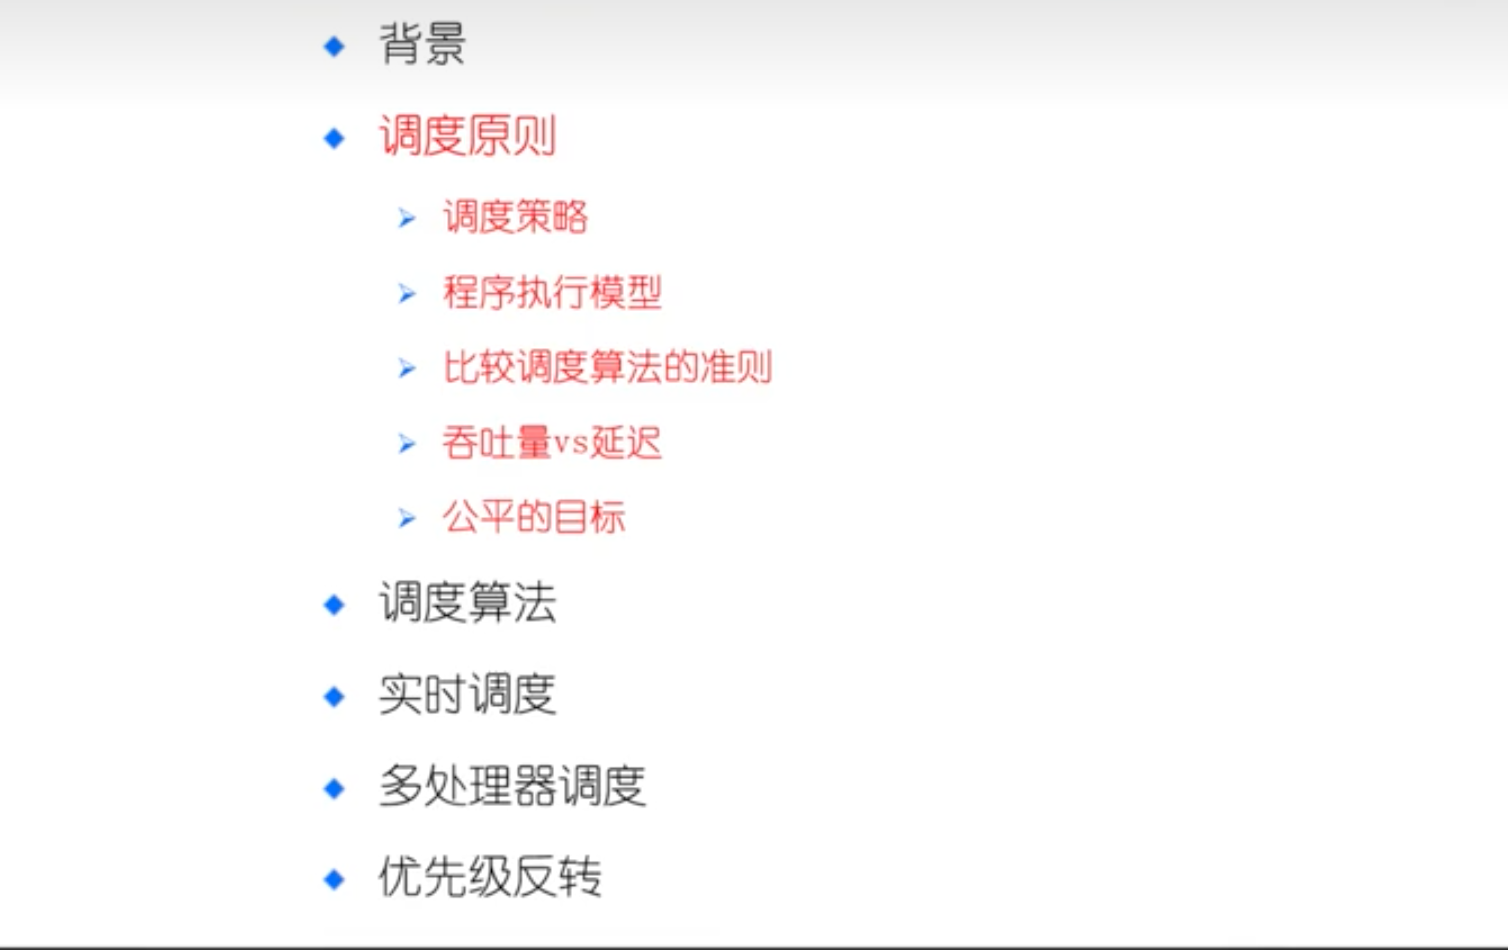 背景
调度原则
调度策略
程序执行模型
比较调度算法的准则
吞吐量vs延迟
公平的目标
调度算法
实时调度
多处理器调度
优先级反转